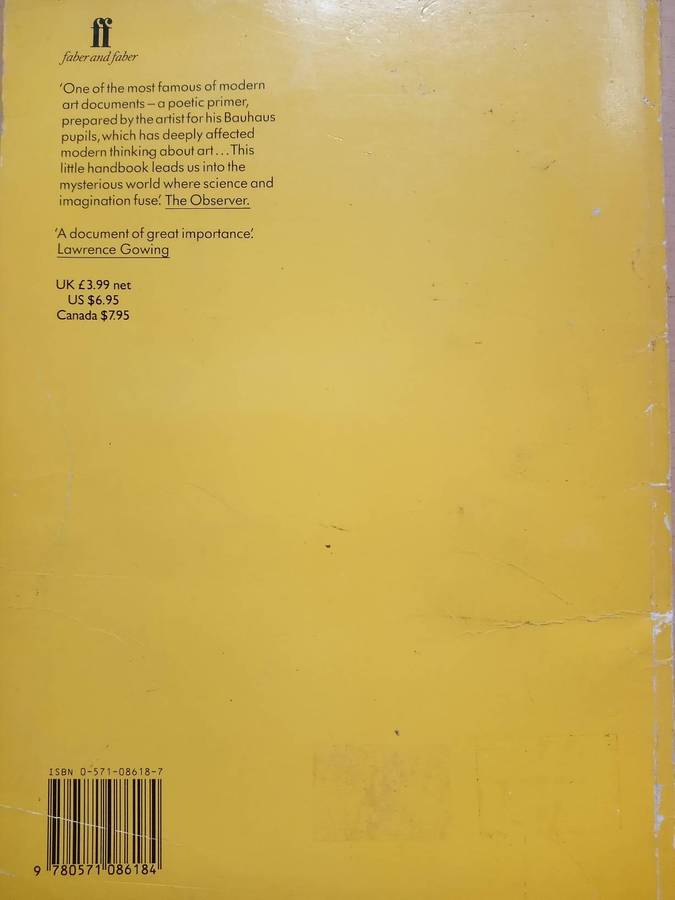 ff
faber and faber
‘One of the most famous of modern
art documents – a poetic primer,
prepared by the artist for his Bauhaus
pupils, which has deeply affected
modern thinking about art...This
little handbook leads us into the
mysterious world where science and
imagination fuse.’ The Observer.
‘A document of great importance.’
Lawrence Gowing
UK £3.99 net
US $6.95
Canada $7.95
ISBN 0-571-08618-7
9 780571 086184